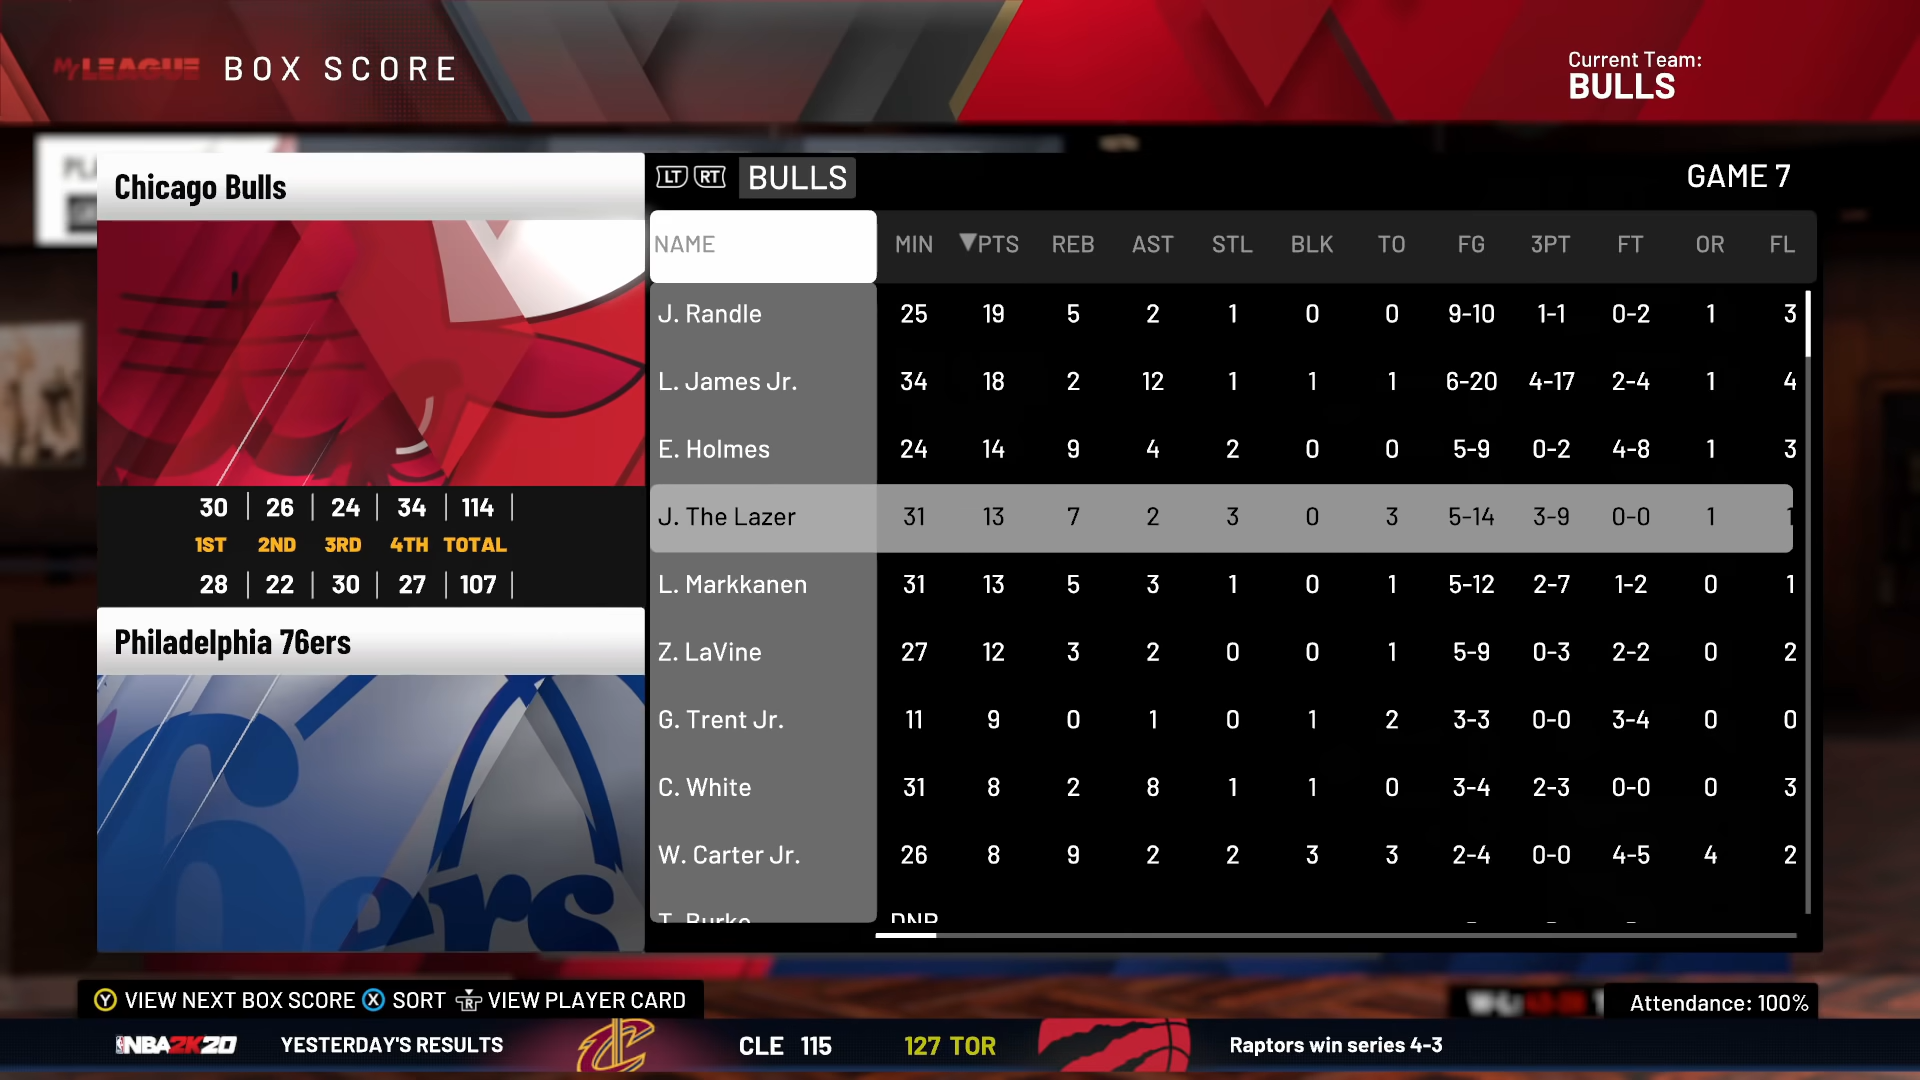 MyLEAGUE BOX SCORE
Current Team:
BULLS
Chicago Bulls
30 | 26 | 24 | 34 | 114 |
1ST 2ND 3RD 4TH TOTAL
28 | 22 | 30 | 27 | 107 |
Philadelphia 76ers
6ers
LT RT BULLS GAME 7
NAME MIN ▼PTS REB AST STL BLK TO FG 3PT FT OR FL
J. Randle 25 19 5 2 1 0 0 9-10 1-1 0-2 1 3
L. James Jr. 34 18 2 12 1 1 1 6-20 4-17 2-4 1 4
E. Holmes 24 14 9 4 2 0 0 5-9 0-2 4-8 1 3
J. The Lazer 31 13 7 2 3 0 3 5-14 3-9 0-0 1 1
L. Markkanen 31 13 5 3 1 0 1 5-12 2-7 1-2 0 1
Z. LaVine 27 12 3 2 0 0 1 5-9 0-3 2-2 0 2
G. Trent Jr. 11 9 0 1 0 1 2 3-3 0-0 3-4 0 0
C. White 31 8 2 8 1 1 0 3-4 2-3 0-0 0 3
W. Carter Jr. 26 8 9 2 2 3 3 2-4 0-0 4-5 4 2
T. Burke DNP - - -
Y VIEW NEXT BOX SCORE X SORT R VIEW PLAYER CARD
Attendance: 100%
NBA2K20 YESTERDAY'S RESULTS CLE 115 127 TOR Raptors win series 4-3